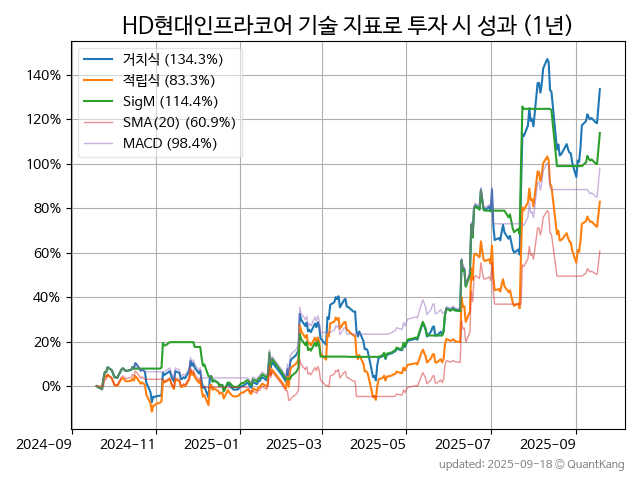 HD현대인프라코어 기술 지표로 투자 시 성과 (1년)
거치식 (134.3%)
적립식 (83.3%)
SigM (114.4%)
SMA(20) (60.9%)
MACD (98.4%)
140%
120%
100%
80%
60%
40%
20%
0%
2024-09 2024-11 2025-01 2025-03 2025-05 2025-07 2025-09
updated: 2025-09-18 © QuantKang